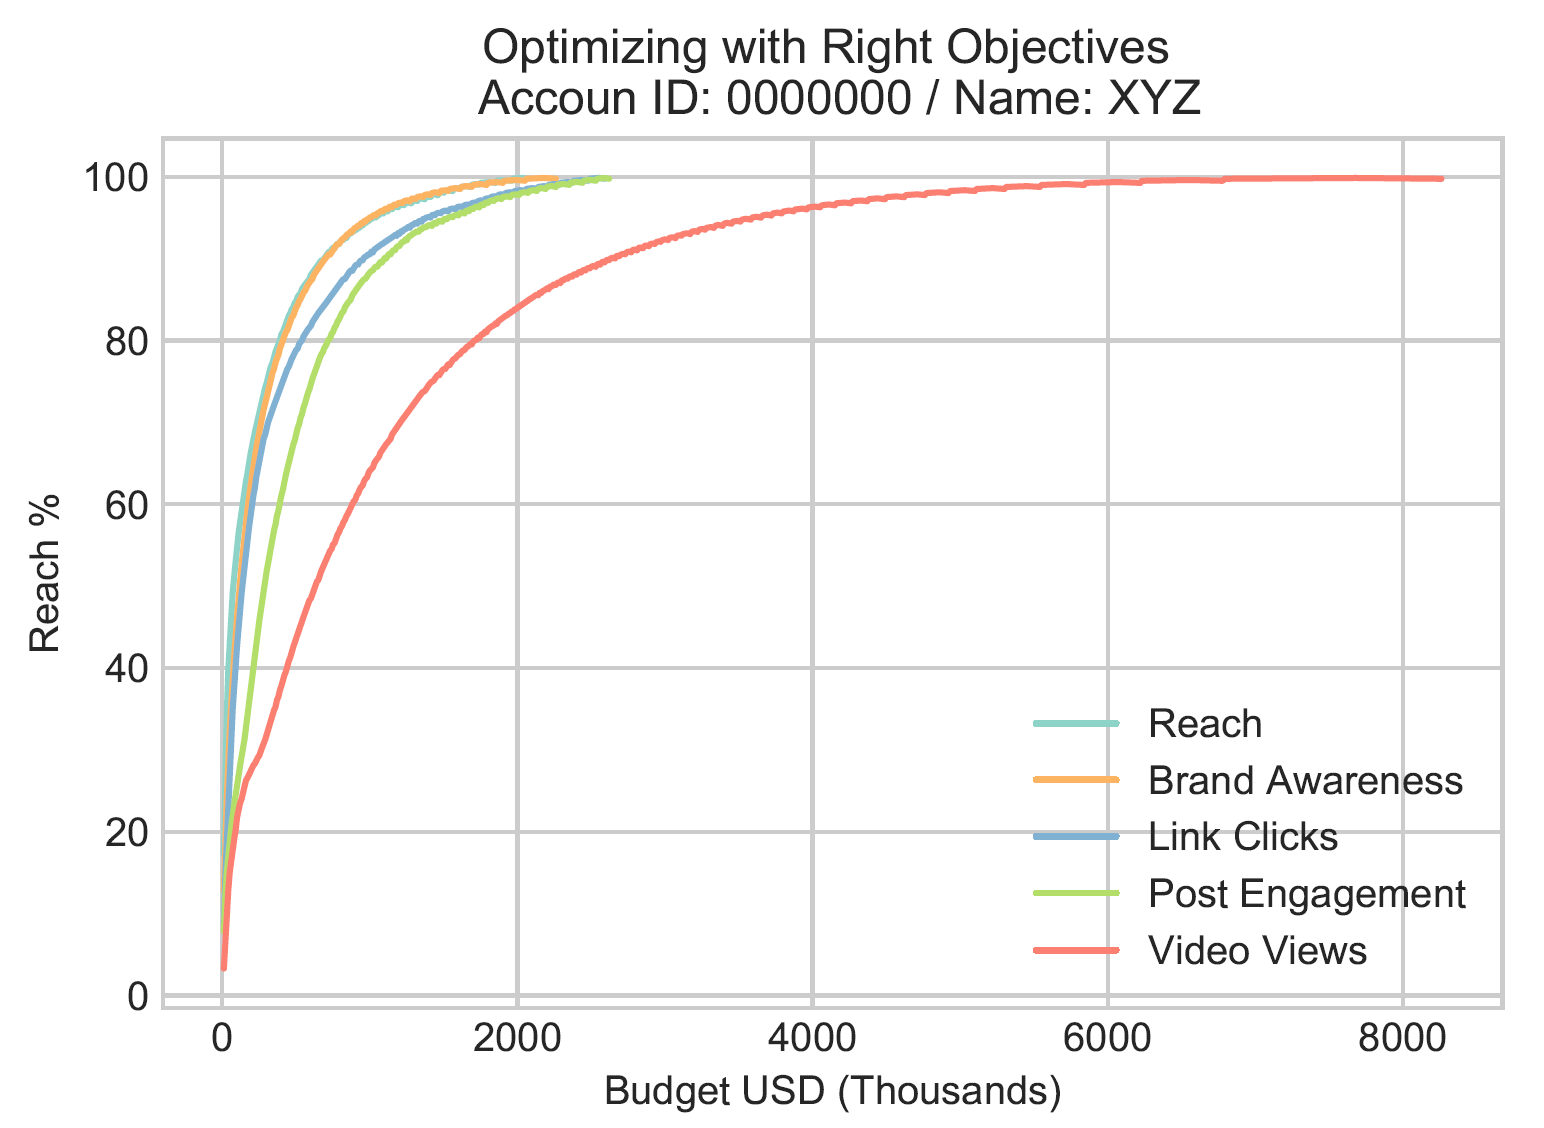 Optimizing with Right Objectives
Accoun ID: 0000000 / Name: XYZ
100
80
60
40
20
0
Reach %
Reach
Brand Awareness
Link Clicks
Post Engagement
Video Views
0 2000 4000 6000 8000
Budget USD (Thousands)